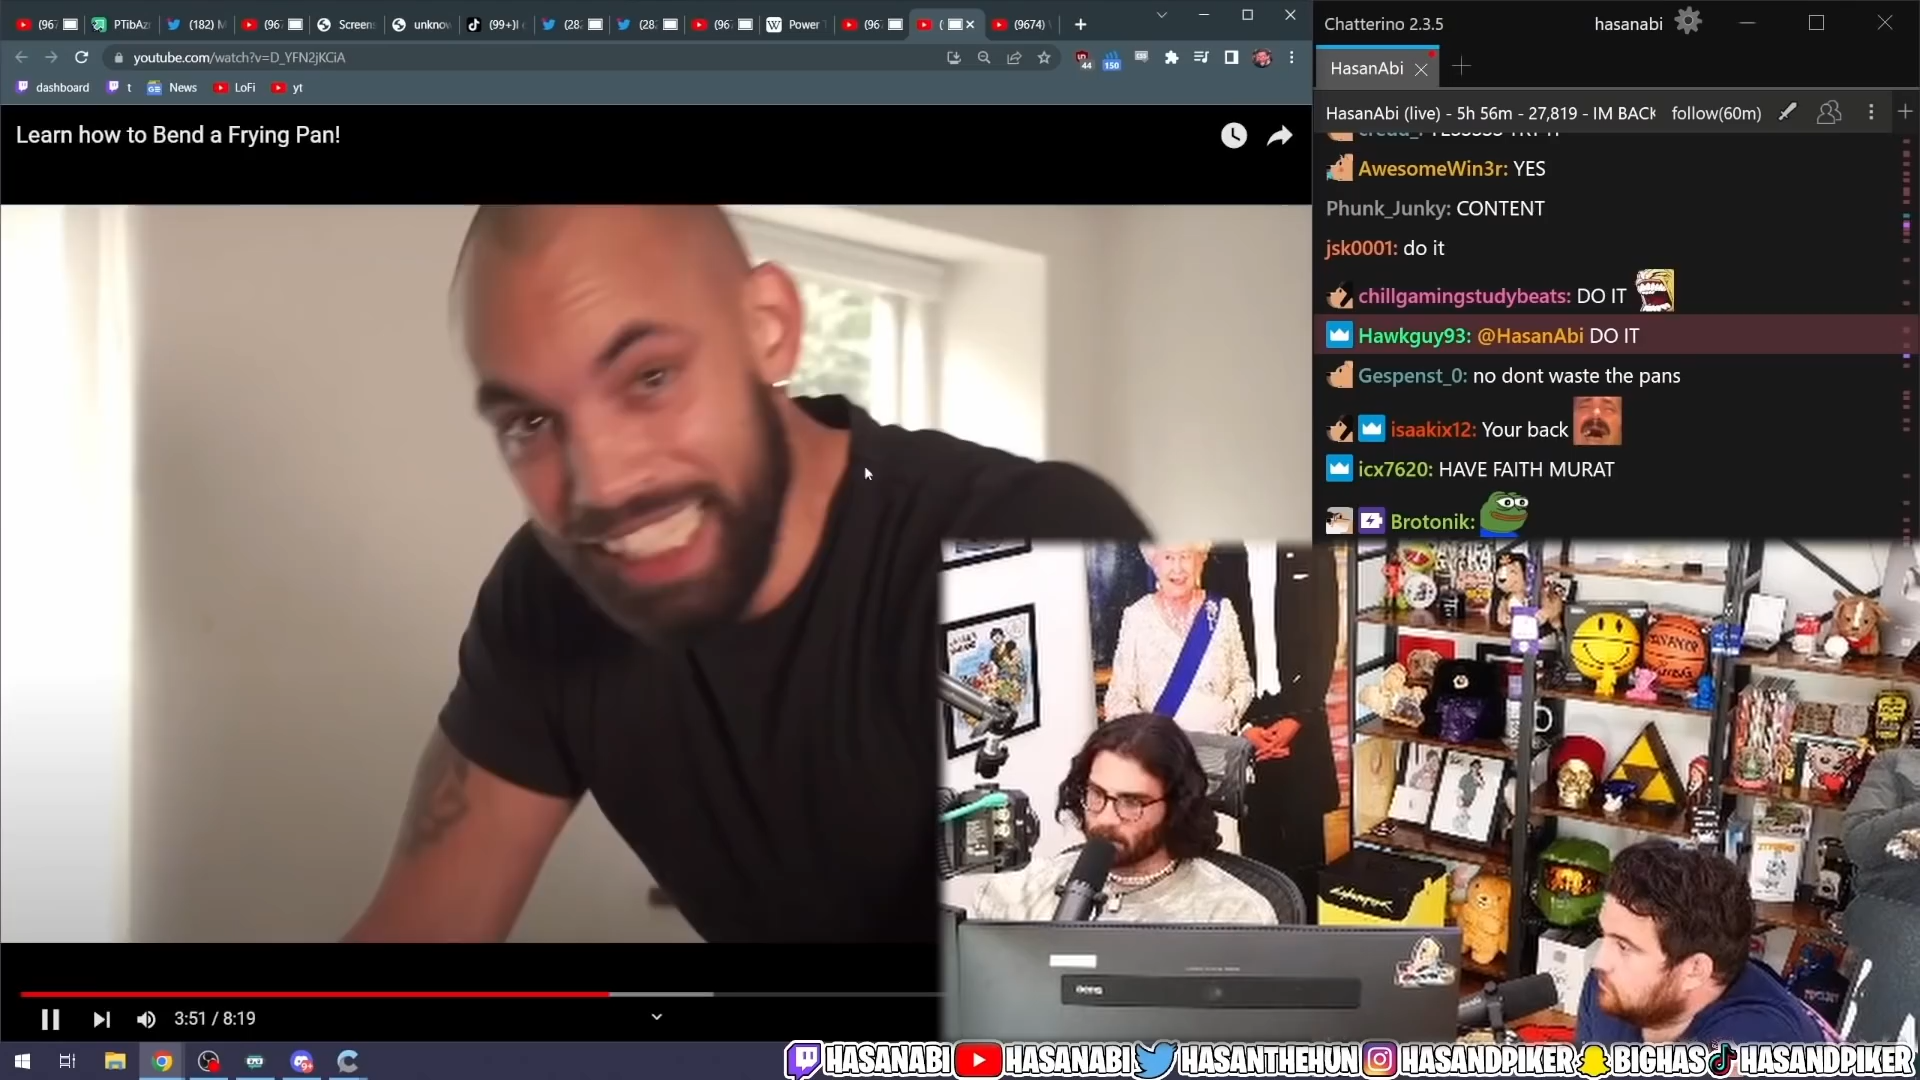 PTibAz
(182) M
Screen
unknow
(99+)
Power
(9674)
youtube.com/watch?v=D_YFN2jKCiA
44
150
dashboard
t
News
LoFi
yt
Learn how to Bend a Frying Pan!
3:51 / 8:19
Chatterino 2.3.5
hasanabi
HasanAbi
HasanAbi (live) - 5h 56m - 27,819 - IM BACK
follow(60m)
AwesomeWin3r: YES
Phunk_Junky: CONTENT
jsk0001: do it
chillgamingstudybeats: DO IT
Hawkguy93: @HasanAbi DO IT
Gespenst_0: no dont waste the pans
isaakix12: Your back
icx7620: HAVE FAITH MURAT
Brotonik:
BenQ
HASANABI HASANABI HASANTHEHUN HASANDPIKER BIGHAS HASANDPIKER